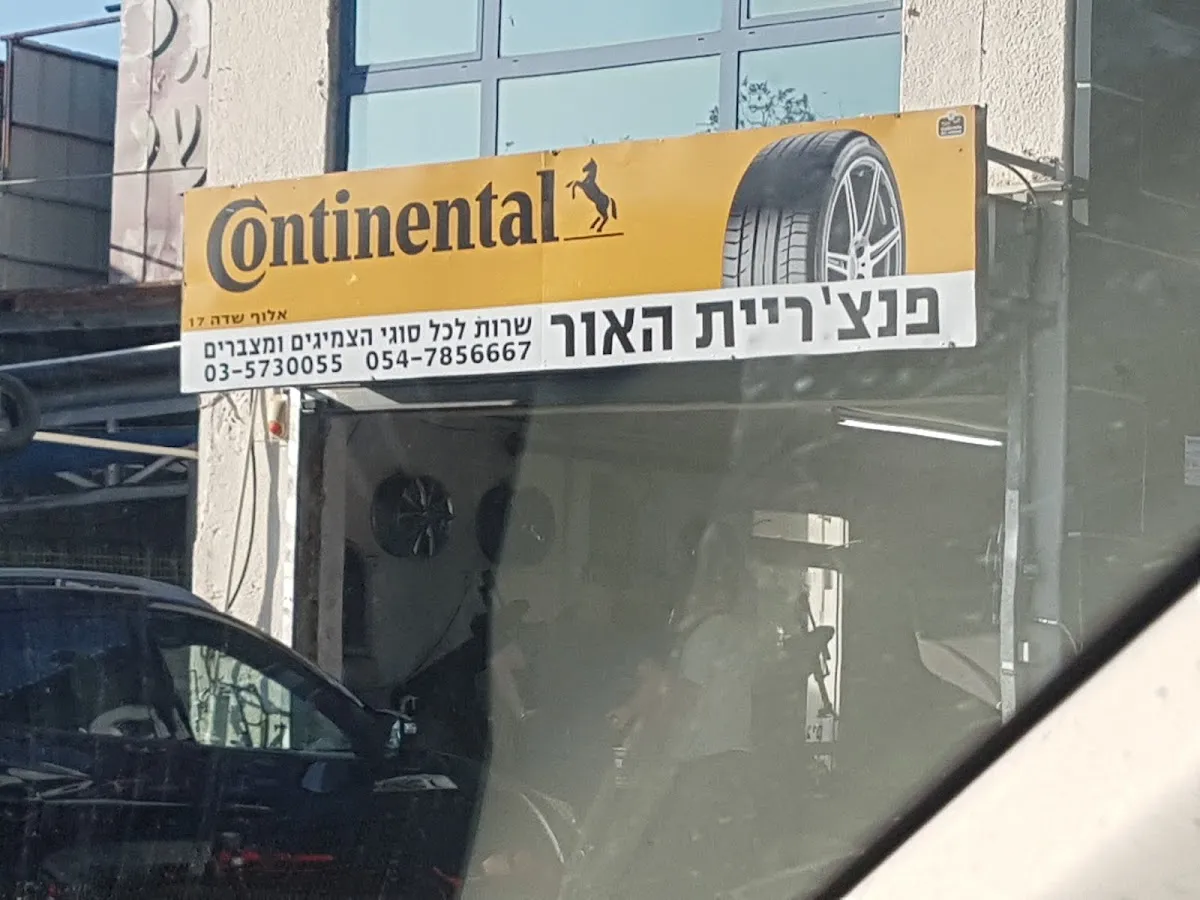 Continental
אלוף שדה 17
פנצ'ריית האור
שרות לכל סוגי הצמיגים ומצברים
03-5730055 054-7856667